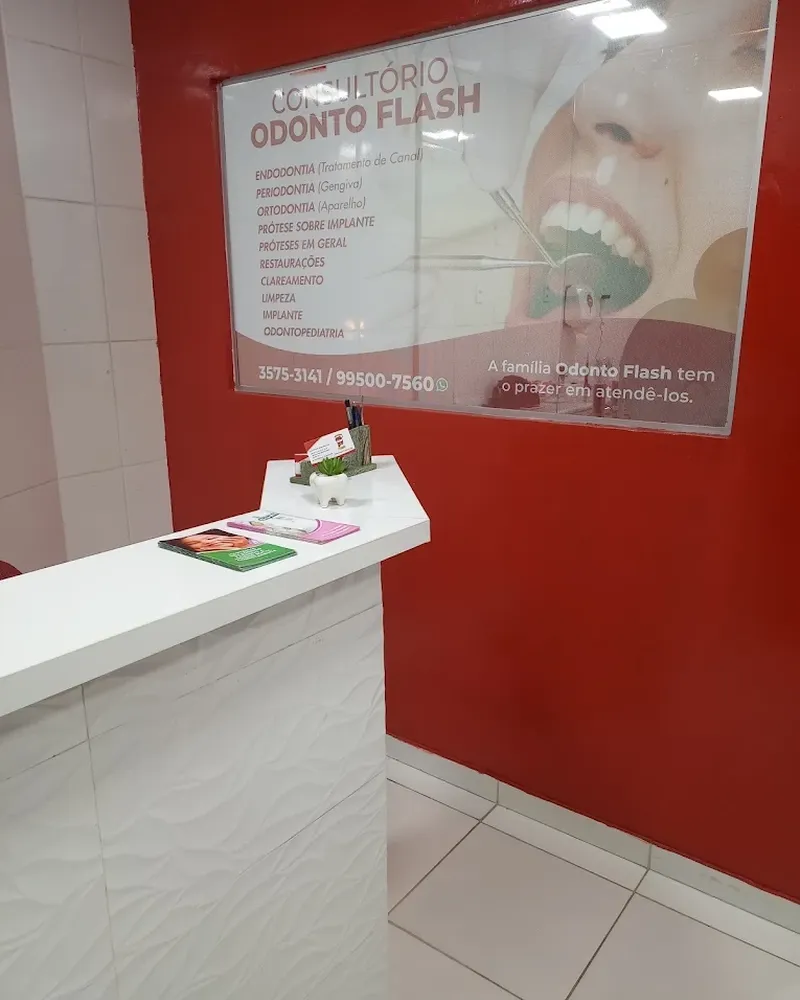 CONSULTÓRIO
ODONTO FLASH
ENDODONTIA (Tratamento de Canal)
PERIODONTIA (Gengiva)
ORTODONTIA (Aparelho)
PRÓTESE SOBRE IMPLANTE
PRÓTESES EM GERAL
RESTAURAÇÕES
CLAREAMENTO
LIMPEZA
IMPLANTE
ODONTOPEDIATRIA
3575-3141 / 99500-7560
A família Odonto Flash tem
o prazer em atendê-los.